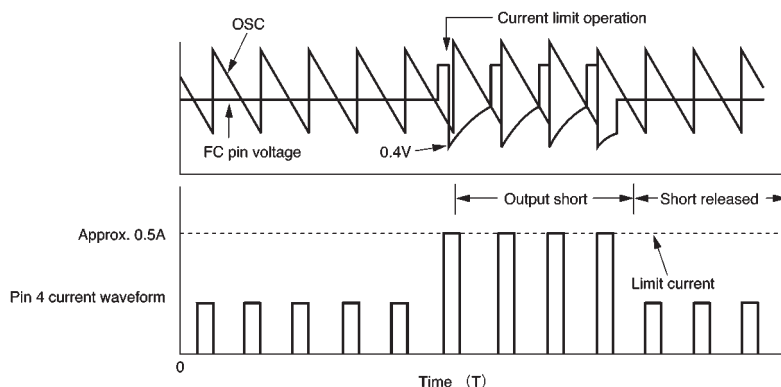 Current limit operation
OSC
FC pin voltage
0.4V
Output short
Short released
Approx. 0.5A
Limit current
Pin 4 current waveform
0
Time (T)